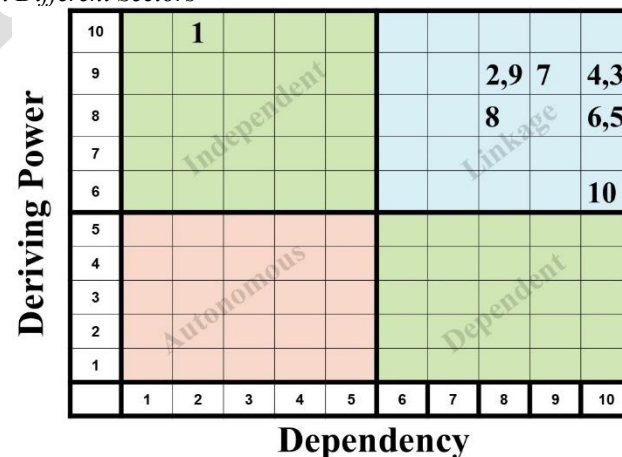 Different Sectors
10 1
9 2,9 7 4,3
8 8 6,5
7
6 10
5
4
3
2
1
1 2 3 4 5 6 7 8 9 10
Independent
Linkage
Autonomous
Dependent
Deriving Power
Dependency